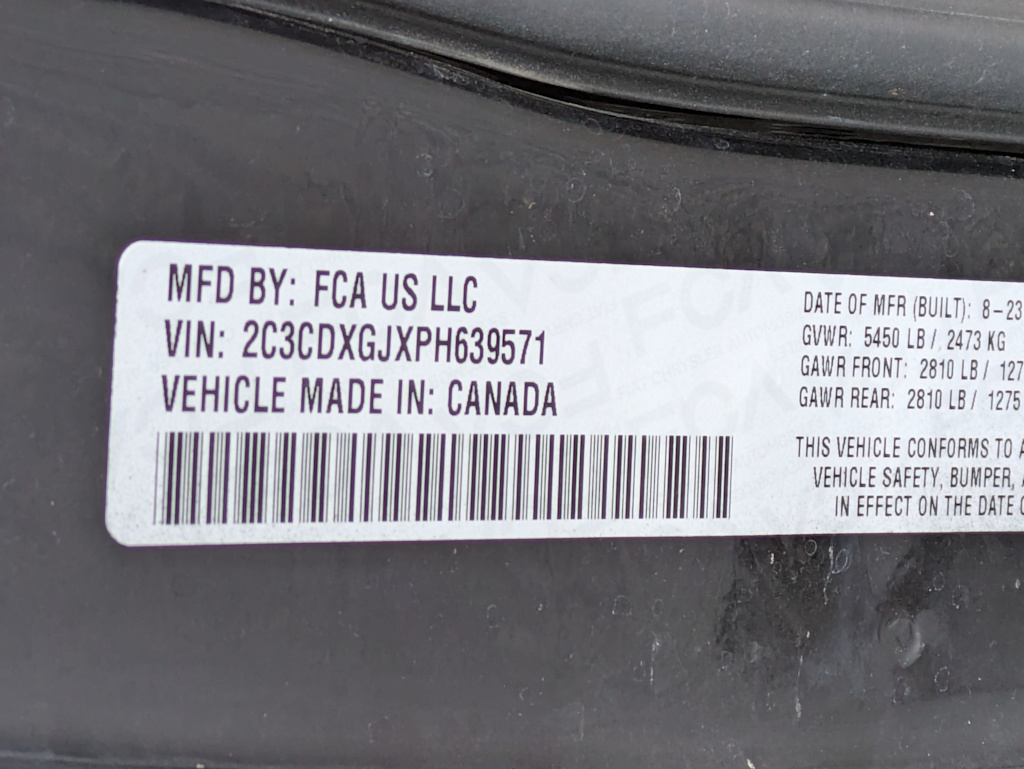 MFD BY: FCA US LLC
VIN: 2C3CDXGJXPH639571
VEHICLE MADE IN: CANADA
DATE OF MFR (BUILT): 8-23
GVWR: 5450 LB / 2473 KG
GAWR FRONT: 2810 LB / 127
GAWR REAR: 2810 LB / 1275
THIS VEHICLE CONFORMS TO A
VEHICLE SAFETY, BUMPER,
IN EFFECT ON THE DATE